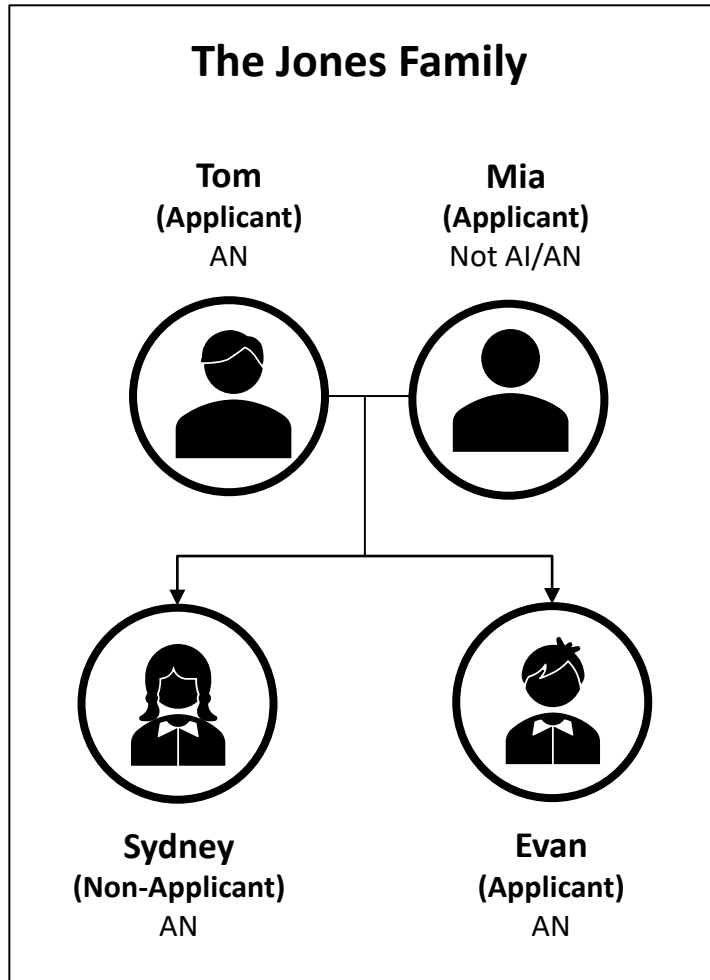 The Jones Family
Tom
(Applicant)
AN
Mia
(Applicant)
Not AI/AN
Sydney
(Non-Applicant)
AN
Evan
(Applicant)
AN